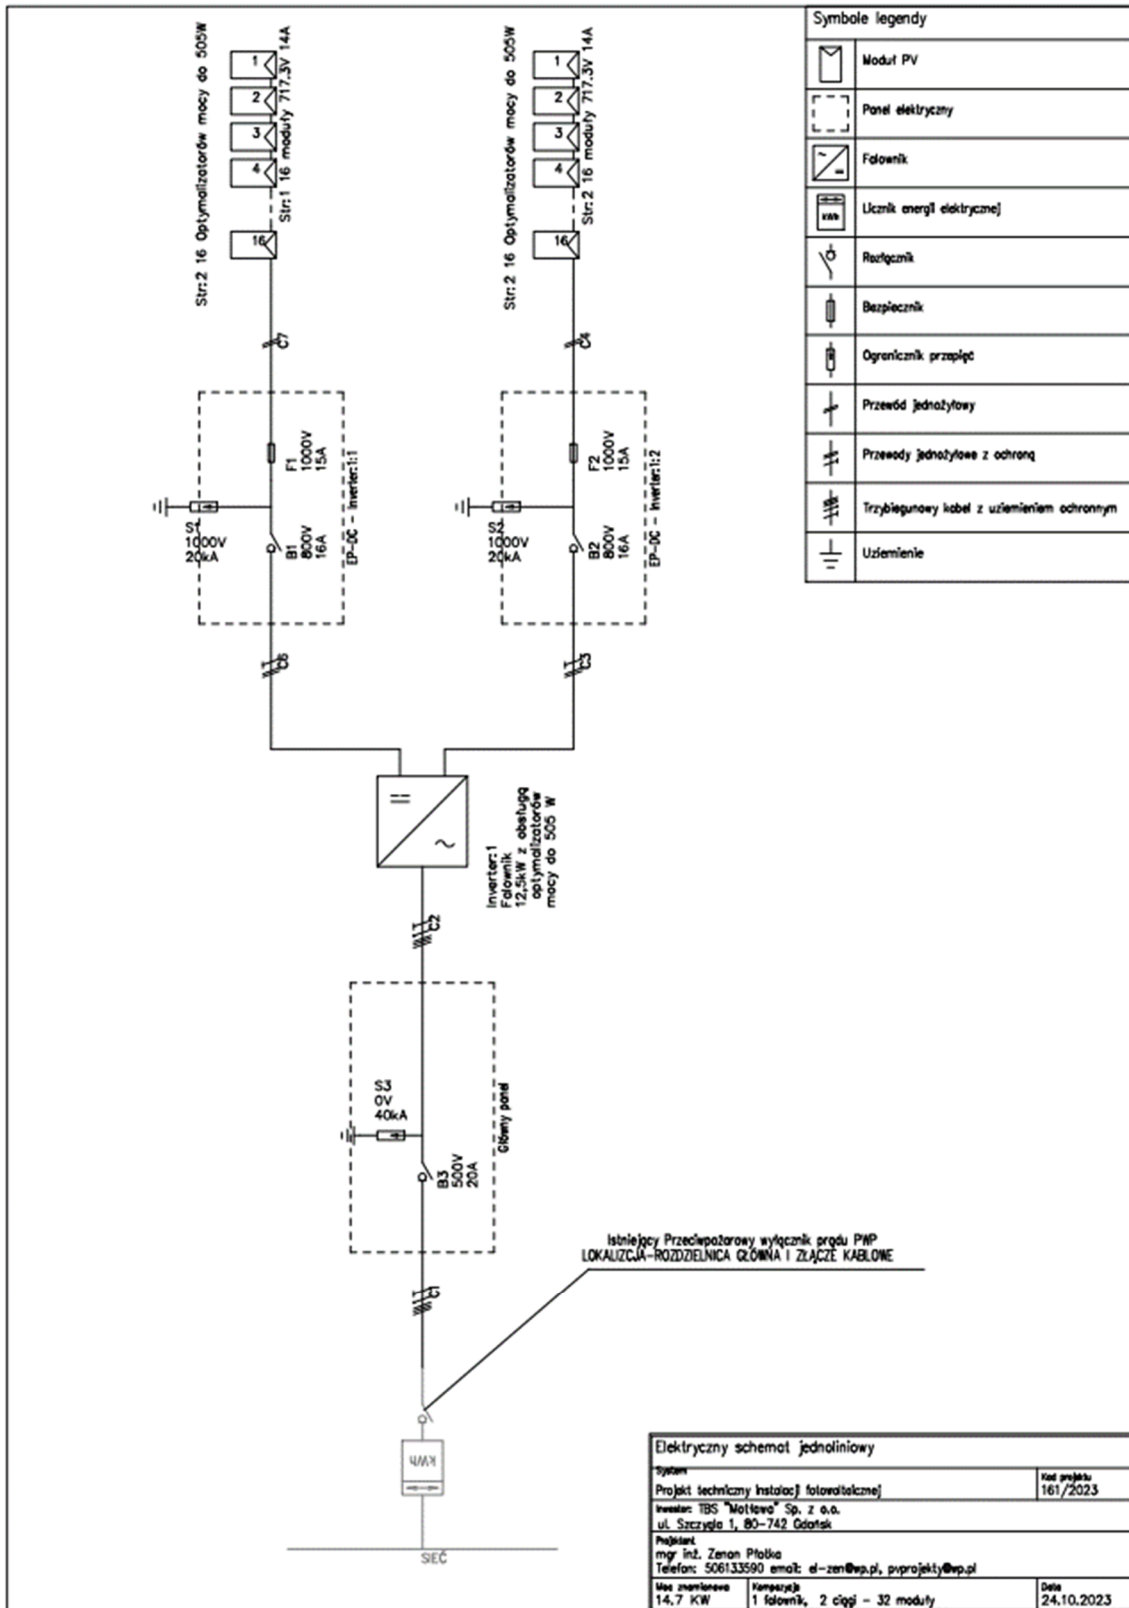 Symbole legendy
Moduł PV
Panel elektryczny
Falownik
kWh
Licznik energii elektrycznej
Rozłącznik
Bezpiecznik
Ogranicznik przepięć
Przewód jednożyłowy
Przewody jednożyłowe z ochroną
Trzybiegunowy kabel z uziemieniem ochronnym
Uziemienie
Str:2 16 Optymalizatorów mocy do 505W
1
2
3
4
16
Str:1 16 moduły 717.3V 14A
Str:2 16 Optymalizatorów mocy do 505W
1
2
3
4
16
Str:2 16 moduły 717.3V 14A
C7
C4
F1
1000V
15A
S1
1000V
20kA
B1
800V
16A
EP-DC - Inverter:1:1
F2
1000V
15A
S2
1000V
20kA
B2
800V
16A
EP-DC - Inverter:1:2
C6
C3
Inverter:1
Falownik
12,5kW z obsługą
optymalizatorów
mocy do 505 W
C2
S3
0V
40kA
B3
500V
20A
Główny panel
Istniejący Przeciwpożarowy wyłącznik prądu PWP
LOKALIZCJA-ROZDZIELNICA GŁÓWNA I ZŁĄCZE KABLOWE
C1
kWh
SIEĆ
Elektryczny schemat jednoliniowy
System
Projekt techniczny instalacji fotowoltaicznej
Kod projektu
161/2023
Inwestor: TBS "Motława" Sp. z o.o.
ul. Szczygla 1, 80-742 Gdańsk
Projektant
mgr inż. Zenon Płotka
Telefon: 506133590 email: el-zen@wp.pl, pvprojekty@wp.pl
Moc znamionowa
14.7 KW
Kompozycja
1 falownik, 2 ciągi - 32 moduły
Data
24.10.2023